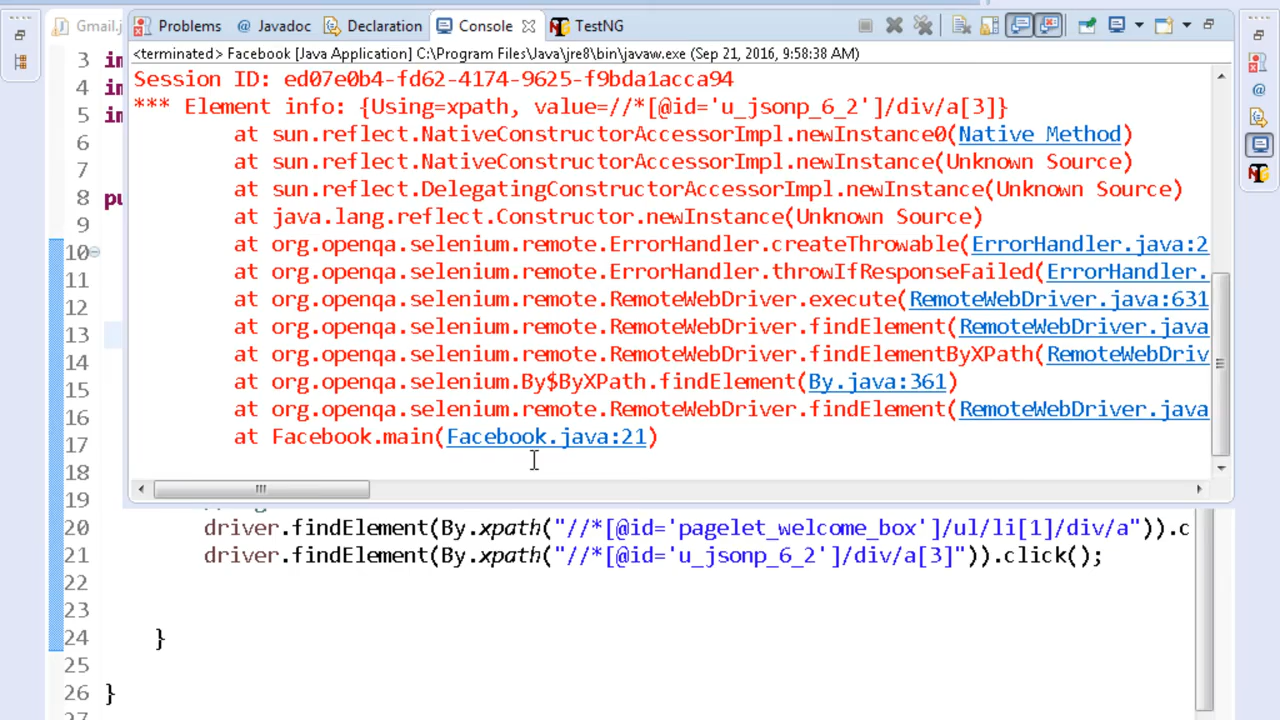 Gmail.j
Problems @ Javadoc Declaration Console TestNG
<terminated> Facebook [Java Application] C:\Program Files\Java\jre8\bin\javaw.exe (Sep 21, 2016, 9:58:38 AM)
Session ID: ed07e0b4-fd62-4174-9625-f9bda1acca94
*** Element info: {Using=xpath, value=//*[@id='u_jsonp_6_2']/div/a[3]}
at sun.reflect.NativeConstructorAccessorImpl.newInstance0(Native Method)
at sun.reflect.NativeConstructorAccessorImpl.newInstance(Unknown Source)
at sun.reflect.DelegatingConstructorAccessorImpl.newInstance(Unknown Source)
at java.lang.reflect.Constructor.newInstance(Unknown Source)
at org.openqa.selenium.remote.ErrorHandler.createThrowable(ErrorHandler.java:2
at org.openqa.selenium.remote.ErrorHandler.throwIfResponseFailed(ErrorHandler.
at org.openqa.selenium.remote.RemoteWebDriver.execute(RemoteWebDriver.java:631
at org.openqa.selenium.remote.RemoteWebDriver.findElement(RemoteWebDriver.java
at org.openqa.selenium.remote.RemoteWebDriver.findElementByXPath(RemoteWebDriv
at org.openqa.selenium.By$ByXPath.findElement(By.java:361)
at org.openqa.selenium.remote.RemoteWebDriver.findElement(RemoteWebDriver.java
at Facebook.main(Facebook.java:21)
3 im
4 im
5 im
6
7
8 pu
9
10
11
12
13
14
15
16
17
18
19
20 driver.findElement(By.xpath("//*[@id='pagelet_welcome_box']/ul/li[1]/div/a")).c
21 driver.findElement(By.xpath("//*[@id='u_jsonp_6_2']/div/a[3]")).click();
22
23
24 }
25
26 }
27